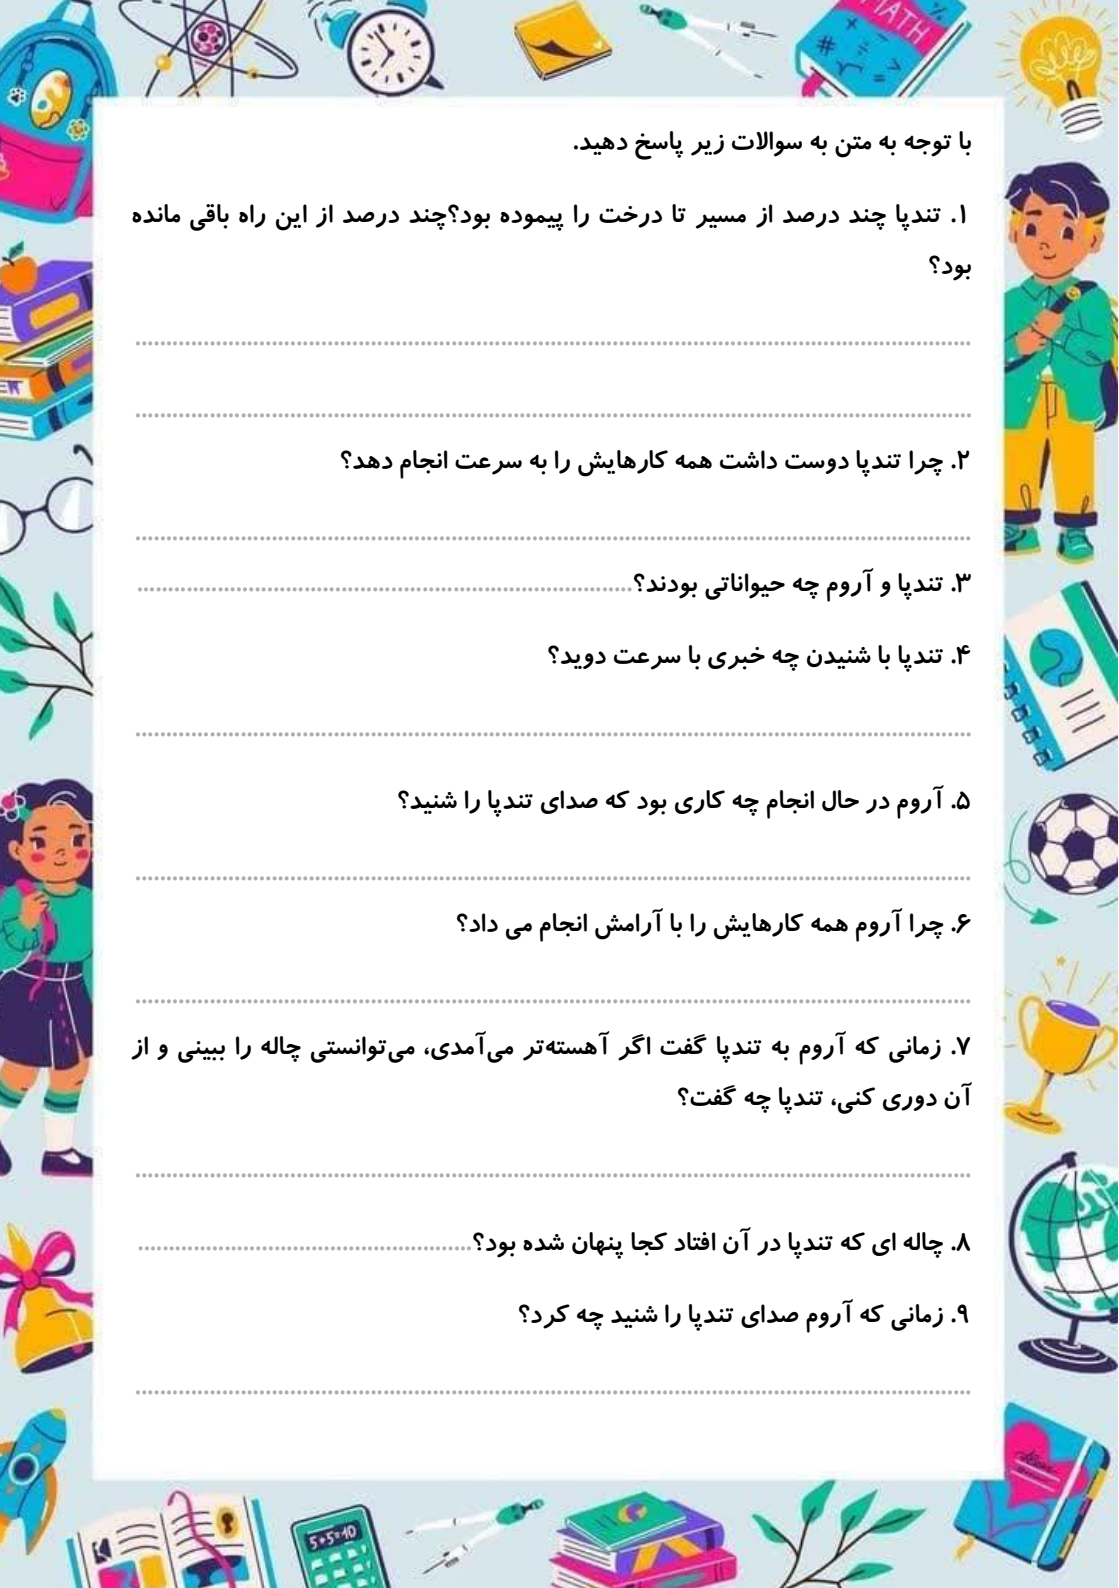 MATH
با توجه به متن به سوالات زیر پاسخ دهید.
۱. تندپا چند درصد از مسیر تا درخت را پیموده بود؟چند درصد از این راه باقی مانده
بود؟
۲. چرا تندپا دوست داشت همه کارهایش را به سرعت انجام دهد؟
۳. تندپا و آروم چه حیواناتی بودند؟
۴. تندپا با شنیدن چه خبری با سرعت دوید؟
۵. آروم در حال انجام چه کاری بود که صدای تندپا را شنید؟
۶. چرا آروم همه کارهایش را با آرامش انجام می داد؟
۷. زمانی که آروم به تندپا گفت اگر آهسته‌تر می‌آمدی، می‌توانستی چاله را ببینی و از
آن دوری کنی، تندپا چه گفت؟
۸. چاله ای که تندپا در آن افتاد کجا پنهان شده بود؟
۹. زمانی که آروم صدای تندپا را شنید چه کرد؟
5+5=10